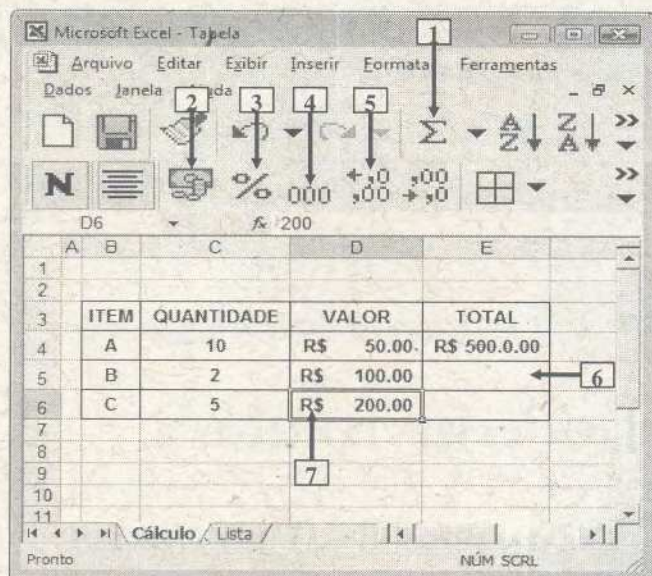 Microsoft Excel - Tabela
1
Arquivo Editar Exibir Inserir Formata Ferramentas
Dados Janela uda
2 3 4 5
Σ A Z Z A
N % 000 ,0 ,00 ,00 ,0
D6 fx 200
A B C D E
1
2
3 ITEM QUANTIDADE VALOR TOTAL
4 A 10 R$ 50.00 R$ 500.0.00
5 B 2 R$ 100.00
6
6 C 5 R$ 200.00
7
8
9
7
10
11
Cálculo Lista
Pronto NÚM SCRL